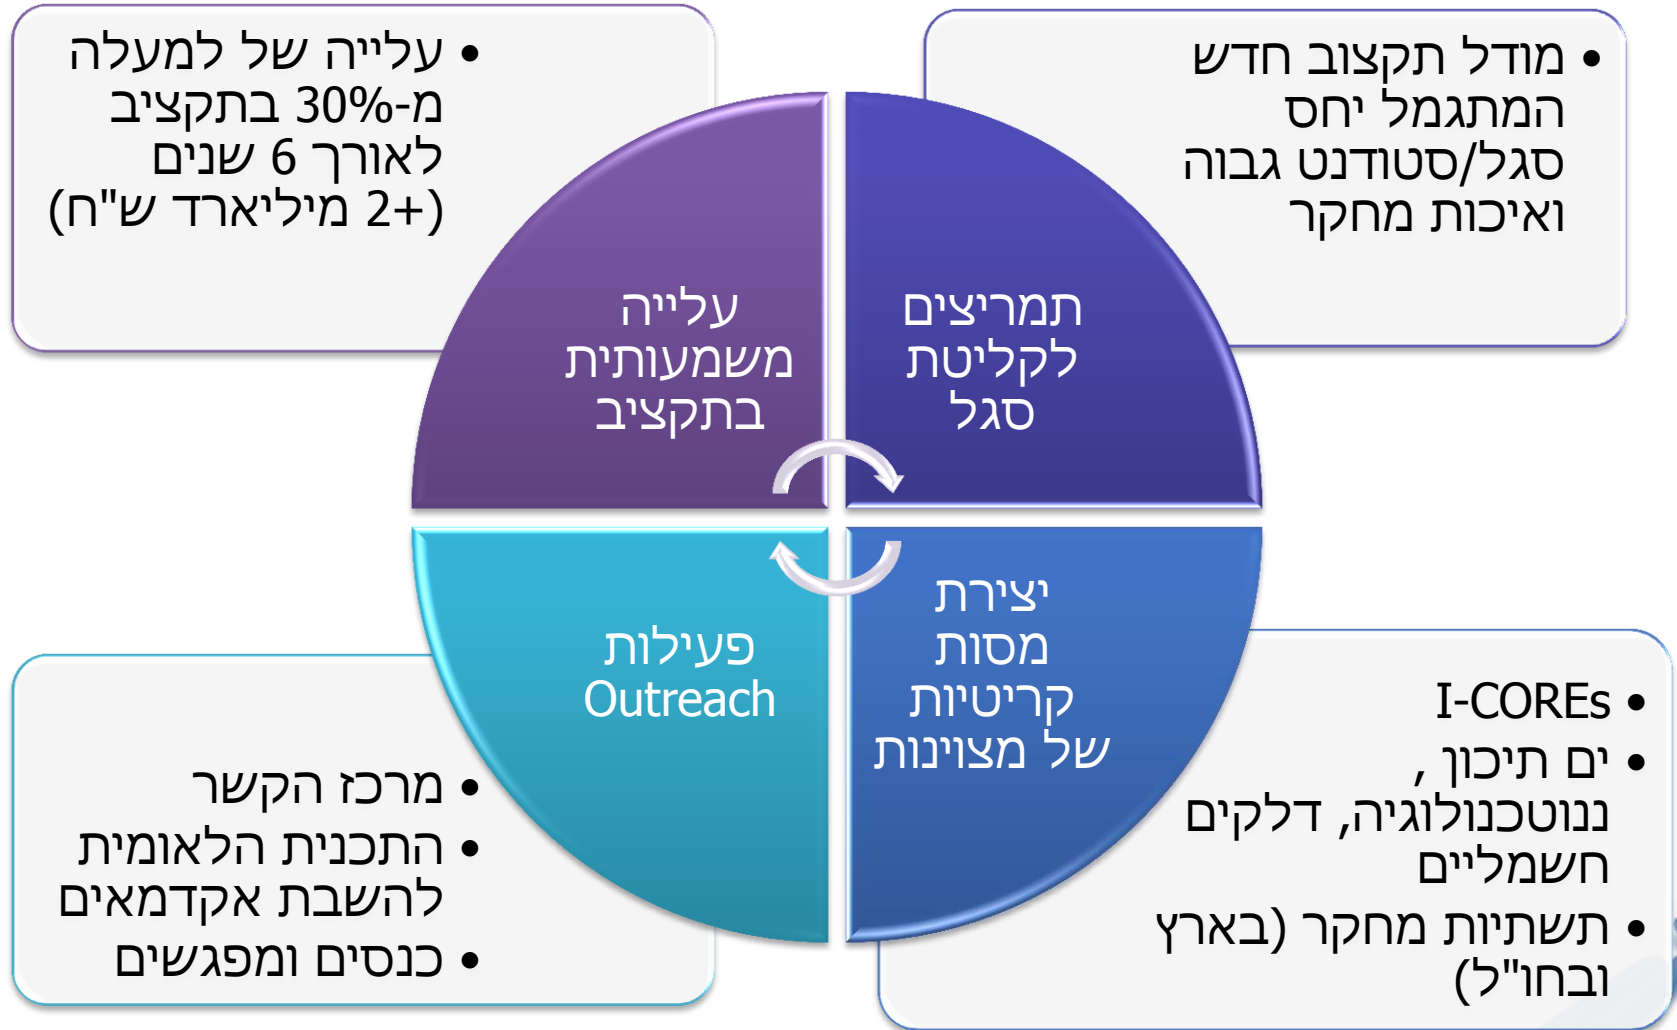 • מודל תקצוב חדש
המתגמל יחס
סגל/סטודנט גבוה
ואיכות מחקר
• עלייה של למעלה
מ-30% בתקציב
לאורך 6 שנים
(+2 מיליארד ש"ח)
תמריצים
לקליטת
סגל
עלייה
משמעותית
בתקציב
יצירת
מסות
קריטיות
של מצוינות
פעילות
Outreach
• I-COREs
• ים תיכון ,
ננוטכנולוגיה, דלקים
חשמליים
• תשתיות מחקר (בארץ
ובחו"ל)
• מרכז הקשר
• התכנית הלאומית
להשבת אקדמאים
• כנסים ומפגשים